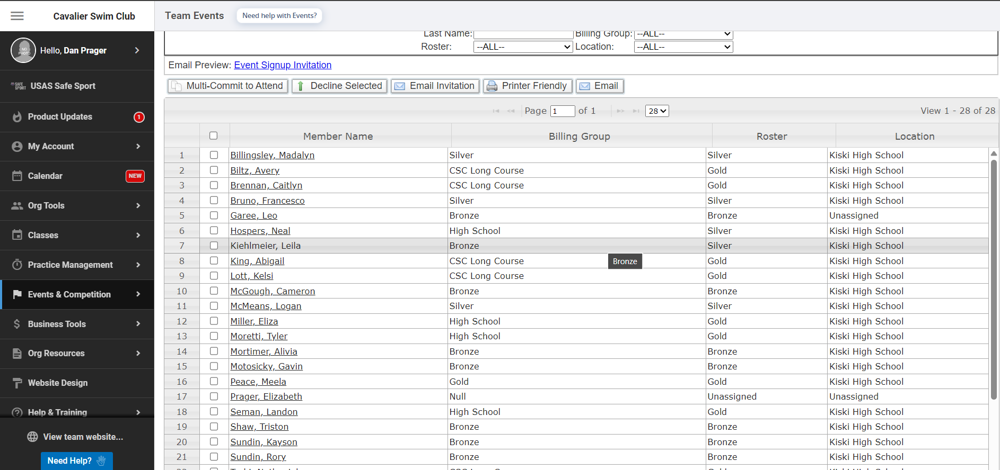 Cavalier Swim Club
Team Events
Need help with Events?
Hello, Dan Prager
NO PHOTO
SAFE SPORT
USAS Safe Sport
Product Updates 1
My Account
Calendar NEW
Org Tools
Classes
Practice Management
Events & Competition
Business Tools
Org Resources
Website Design
Help & Training
View team website...
Need Help?
Last Name: Billing Group: --ALL--
Roster: --ALL-- Location: --ALL--
Email Preview: Event Signup Invitation
Multi-Commit to Attend Decline Selected Email Invitation Printer Friendly Email
Page 1 of 1 28 View 1 - 28 of 28
Member Name Billing Group Roster Location
1 Billingsley, Madalyn Silver Silver Kiski High School
2 Biltz, Avery CSC Long Course Gold Kiski High School
3 Brennan, Caitlyn CSC Long Course Gold Kiski High School
4 Bruno, Francesco Silver Silver Kiski High School
5 Garee, Leo Bronze Bronze Unassigned
6 Hospers, Neal High School Silver Kiski High School
7 Kiehlmeier, Leila Bronze Silver Kiski High School
8 King, Abigail CSC Long Course Gold Kiski High School
Bronze
9 Lott, Kelsi CSC Long Course Gold Kiski High School
10 McGough, Cameron Bronze Bronze Kiski High School
11 McMeans, Logan Silver Silver Kiski High School
12 Miller, Eliza High School Gold Kiski High School
13 Moretti, Tyler High School Gold Kiski High School
14 Mortimer, Alivia Bronze Bronze Kiski High School
15 Motosicky, Gavin Bronze Bronze Kiski High School
16 Peace, Meela Gold Gold Kiski High School
17 Prager, Elizabeth Null Unassigned Unassigned
18 Seman, Landon High School Gold Kiski High School
19 Shaw, Triston Bronze Bronze Kiski High School
20 Sundin, Kayson Bronze Bronze Kiski High School
21 Sundin, Rory Bronze Bronze Kiski High School